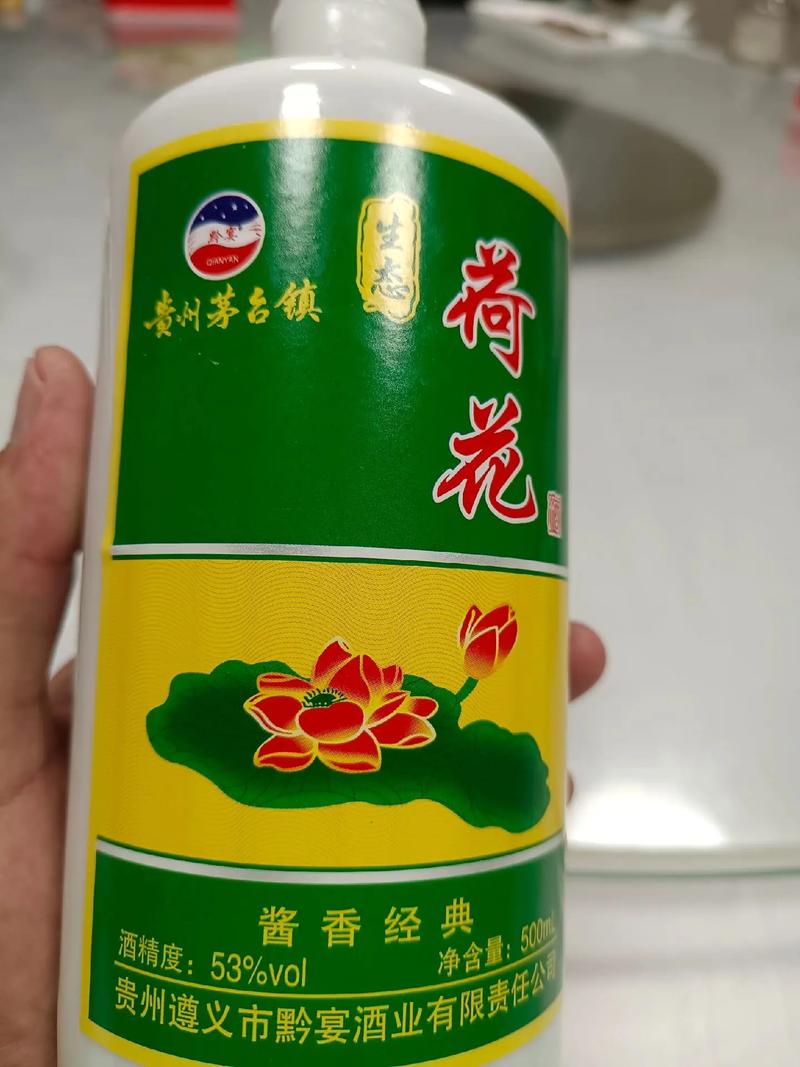 黔宴
QIANYAN
贵州茅台镇
生态
荷花
酱香经典
酒精度：53%vol
净含量：500mL
贵州遵义市黔宴酒业有限责任公司